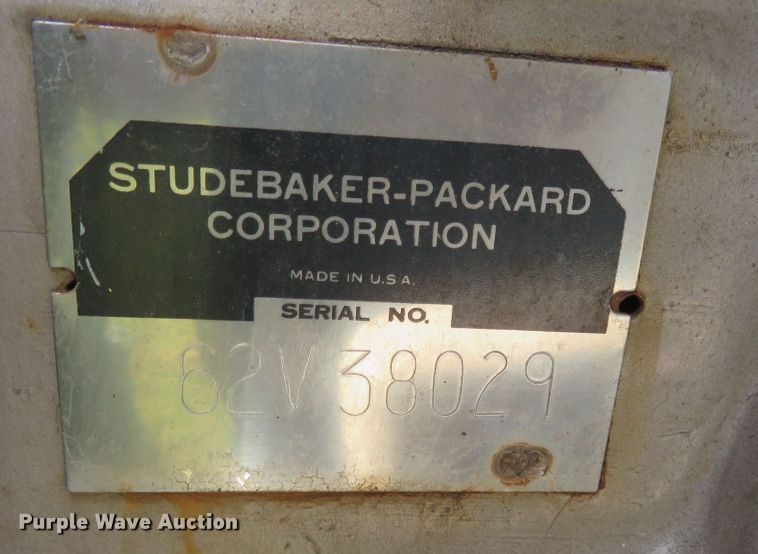 STUDEBAKER-PACKARD
CORPORATION
MADE IN U.S.A.
SERIAL NO.
62V 38029
Purple Wave Auction